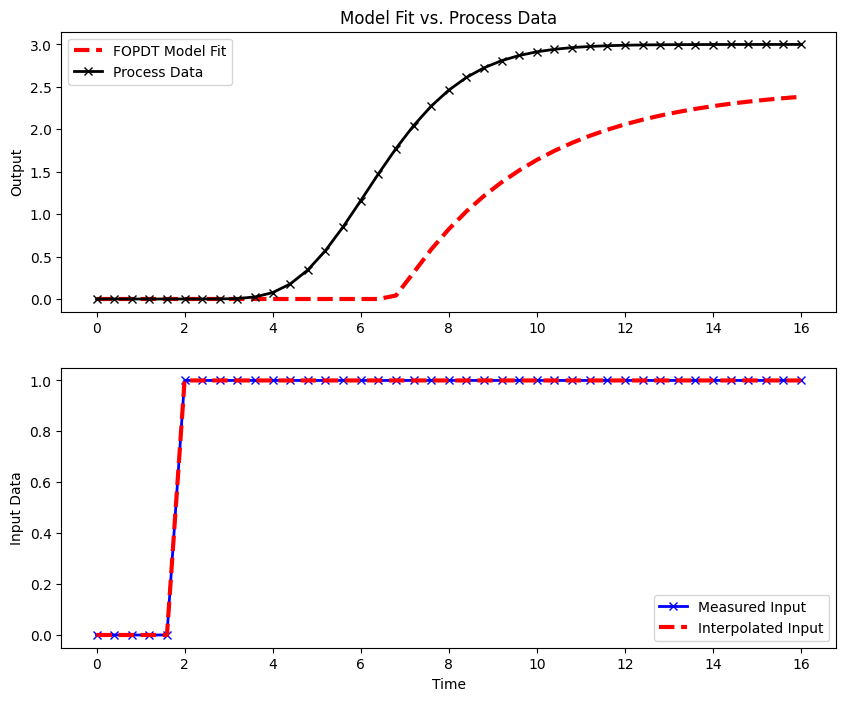 Model Fit vs. Process Data
FOPDT Model Fit
Process Data
3.0
2.5
2.0
1.5
1.0
0.5
0.0
Output
0 2 4 6 8 10 12 14 16
1.0
0.8
0.6
0.4
0.2
0.0
Input Data
Measured Input
Interpolated Input
0 2 4 6 8 10 12 14 16
Time